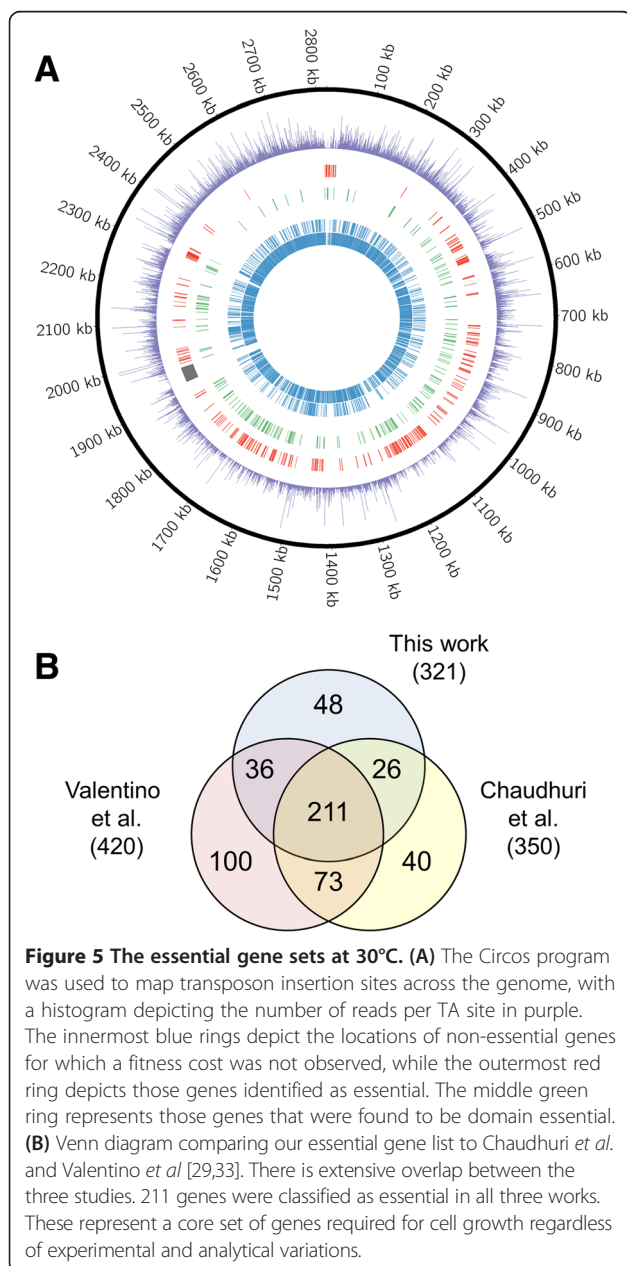 A
2800 kb
100 kb
200 kb
300 kb
400 kb
500 kb
600 kb
700 kb
800 kb
900 kb
1000 kb
1100 kb
1200 kb
1300 kb
1400 kb
1500 kb
1600 kb
1700 kb
1800 kb
1900 kb
2000 kb
2100 kb
2200 kb
2300 kb
2400 kb
2500 kb
2600 kb
2700 kb
B
This work
(321)
48
36
26
Valentino
et al.
(420)
211
Chaudhuri
et al.
(350)
100
73
40
Figure 5 The essential gene sets at 30°C. (A) The Circos program
was used to map transposon insertion sites across the genome, with
a histogram depicting the number of reads per TA site in purple.
The innermost blue rings depict the locations of non-essential genes
for which a fitness cost was not observed, while the outermost red
ring depicts those genes identified as essential. The middle green
ring represents those genes that were found to be domain essential.
(B) Venn diagram comparing our essential gene list to Chaudhuri et al.
and Valentino et al [29,33]. There is extensive overlap between the
three studies. 211 genes were classified as essential in all three works.
These represent a core set of genes required for cell growth regardless
of experimental and analytical variations.